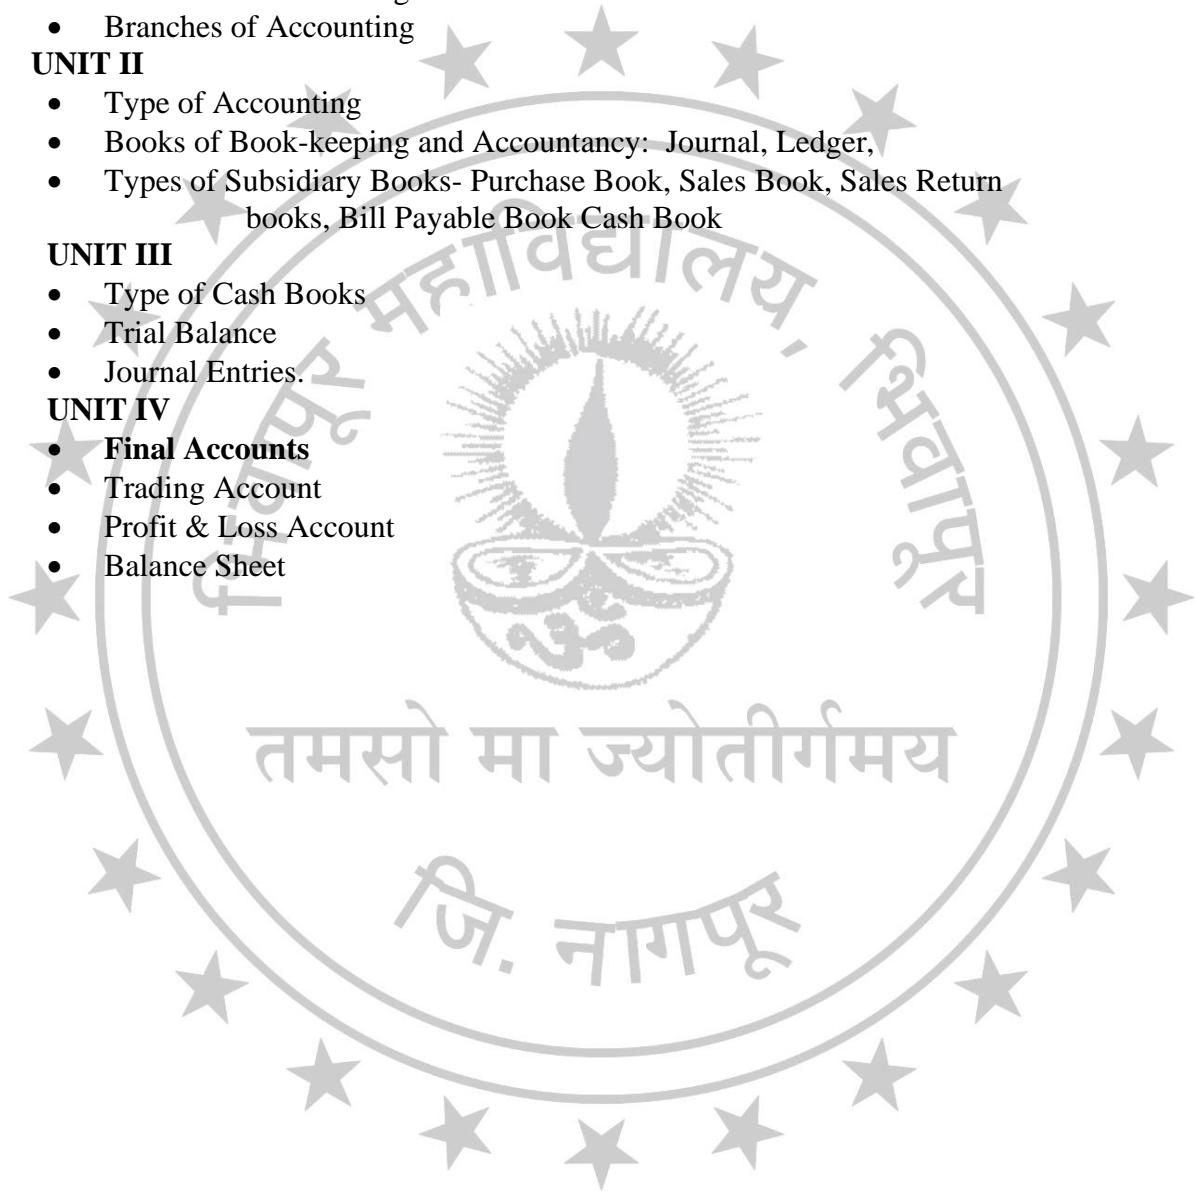 • Branches of Accounting
UNIT II
• Type of Accounting
• Books of Book-keeping and Accountancy: Journal, Ledger,
• Types of Subsidiary Books- Purchase Book, Sales Book, Sales Return
books, Bill Payable Book Cash Book
UNIT III
• Type of Cash Books
• Trial Balance
• Journal Entries.
UNIT IV
• Final Accounts
• Trading Account
• Profit & Loss Account
• Balance Sheet
भिवापूर महाविद्यालय, भिवापूर
तमसो मा ज्योतीर्गमय
जि. नागपूर